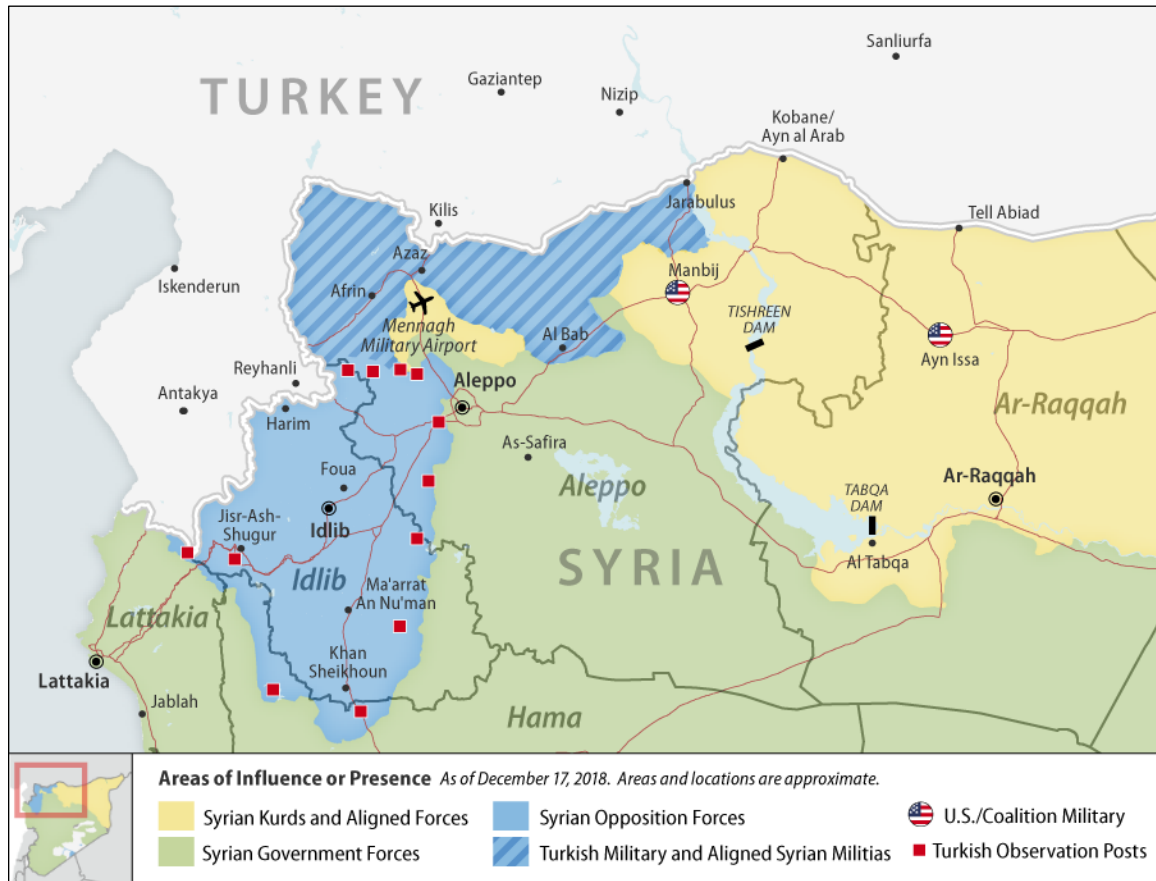 Sanliurfa
TURKEY
Gaziantep
Nizip
Kobane/
Ayn al Arab
Kilis
Jarabulus
Tell Abiad
Azaz
Iskenderun
Afrin
Manbij
Mennagh
Military Airport
TISHREEN
DAM
Al Bab
Ayn Issa
Reyhanli
Antakya
Harim
Aleppo
Ar-Raqqah
As-Safira
Foua
Aleppo
Ar-Raqqah
TABQA
DAM
Idlib
Jisr-Ash-
Shugur
SYRIA
Al Tabqa
Idlib
Ma'arrat
An Nu'man
Lattakia
Khan
Sheikhoun
Lattakia
Jablah
Hama
Areas of Influence or Presence As of December 17, 2018. Areas and locations are approximate.
Syrian Kurds and Aligned Forces
Syrian Opposition Forces
U.S./Coalition Military
Syrian Government Forces
Turkish Military and Aligned Syrian Militias
Turkish Observation Posts